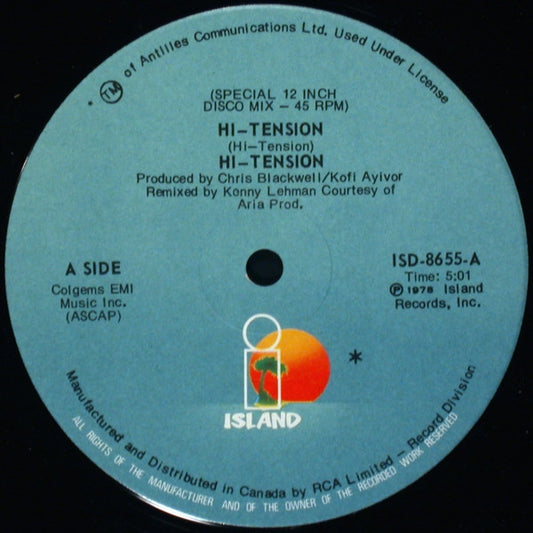 * TM of Antilles Communications Ltd. Used Under License
(SPECIAL 12 INCH
DISCO MIX – 45 RPM)
HI–TENSION
(Hi–Tension)
HI–TENSION
Produced by Chris Blackwell/Kofi Ayivor
Remixed by Konny Lehman Courtesy of
Aria Prod.
A SIDE
Colgems EMI
Music Inc.
(ASCAP)
ISD-8655-A
Time: 5:01
℗ 1978 Island
Records, Inc.
i
*
ISLAND
Manufactured and Distributed in Canada by RCA Limited – Record Division
ALL RIGHTS OF THE MANUFACTURER AND OF THE OWNER OF THE RECORDED WORK RESERVED